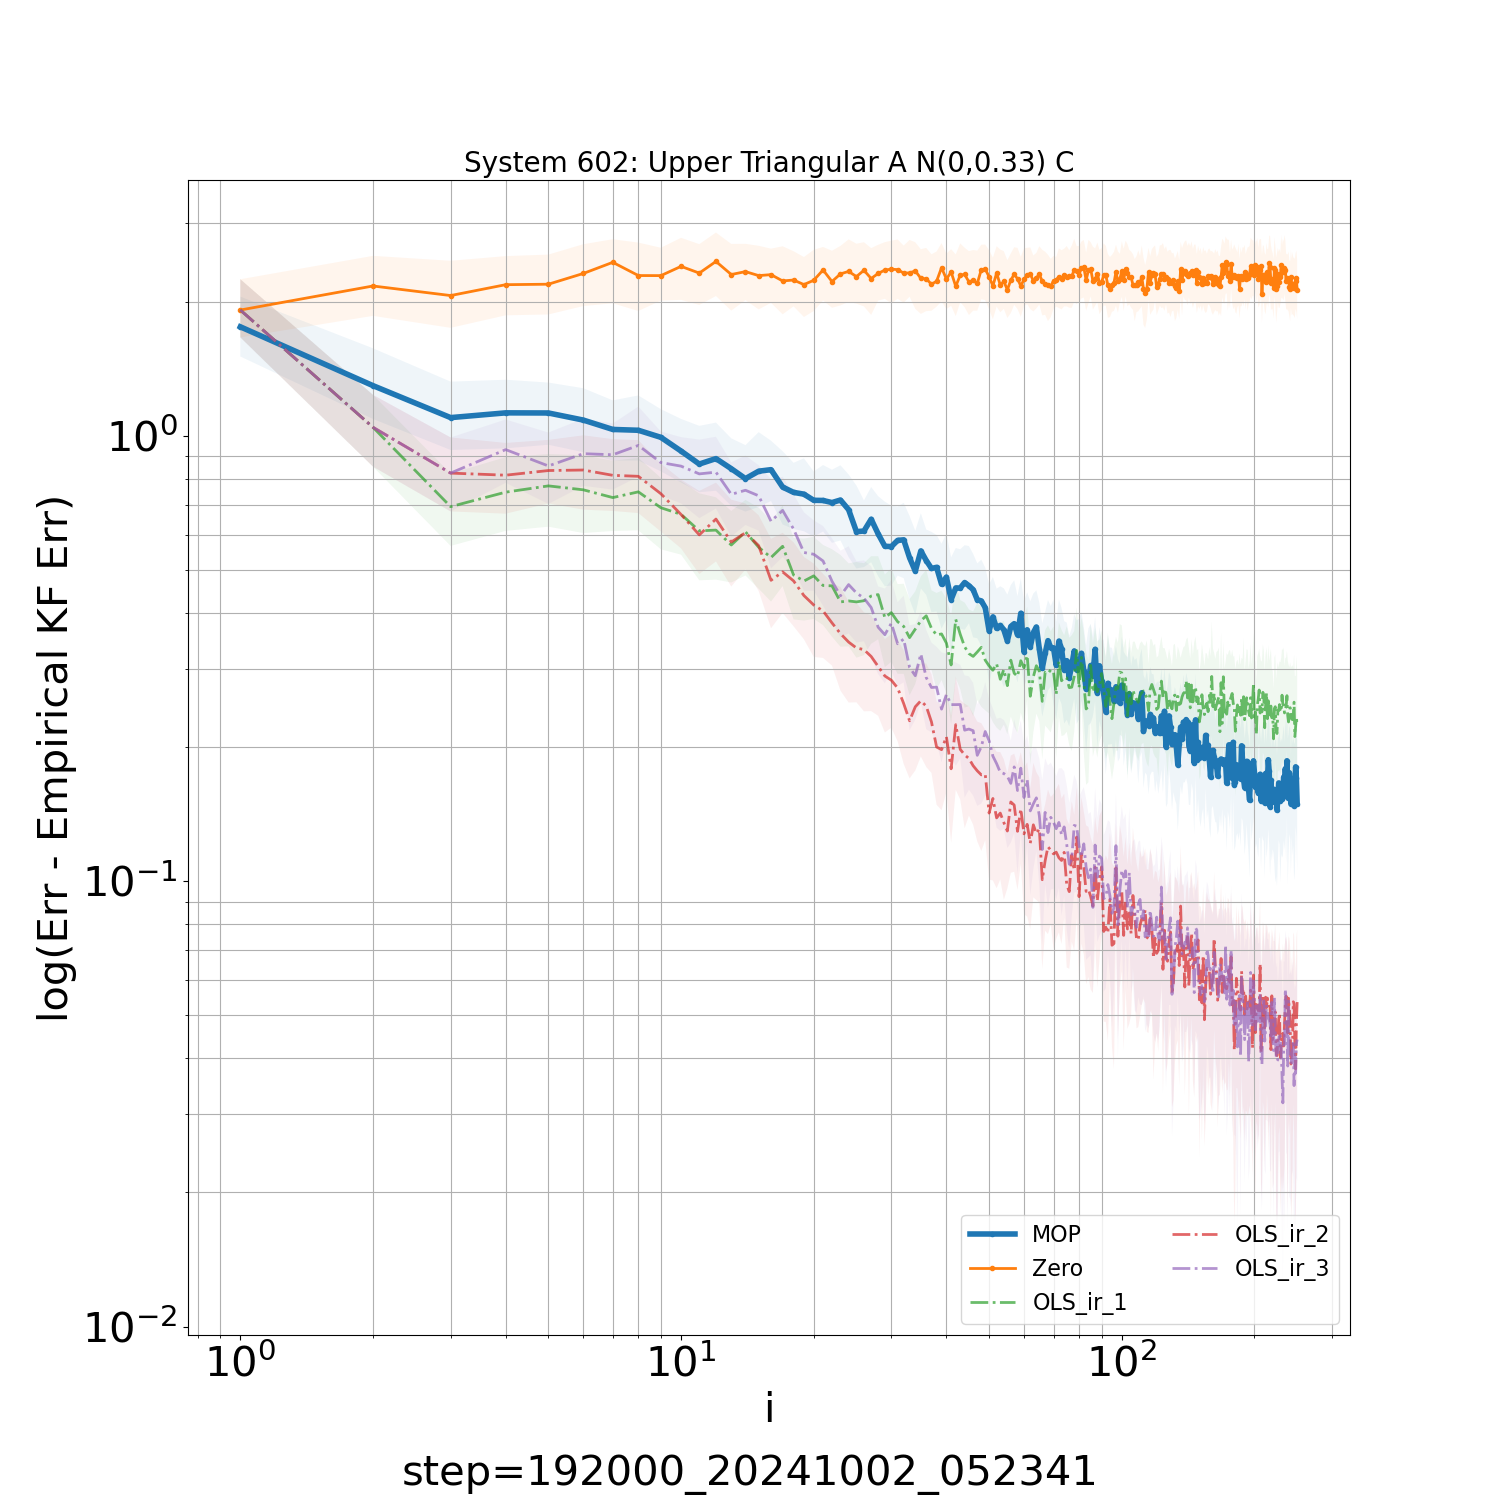 System 602: Upper Triangular A N(0,0.33) C
log(Err - Empirical KF Err)
10^0
10^-1
10^-2
10^0 10^1 10^2
i
MOP
Zero
OLS_ir_1
OLS_ir_2
OLS_ir_3
step=192000_20241002_052341